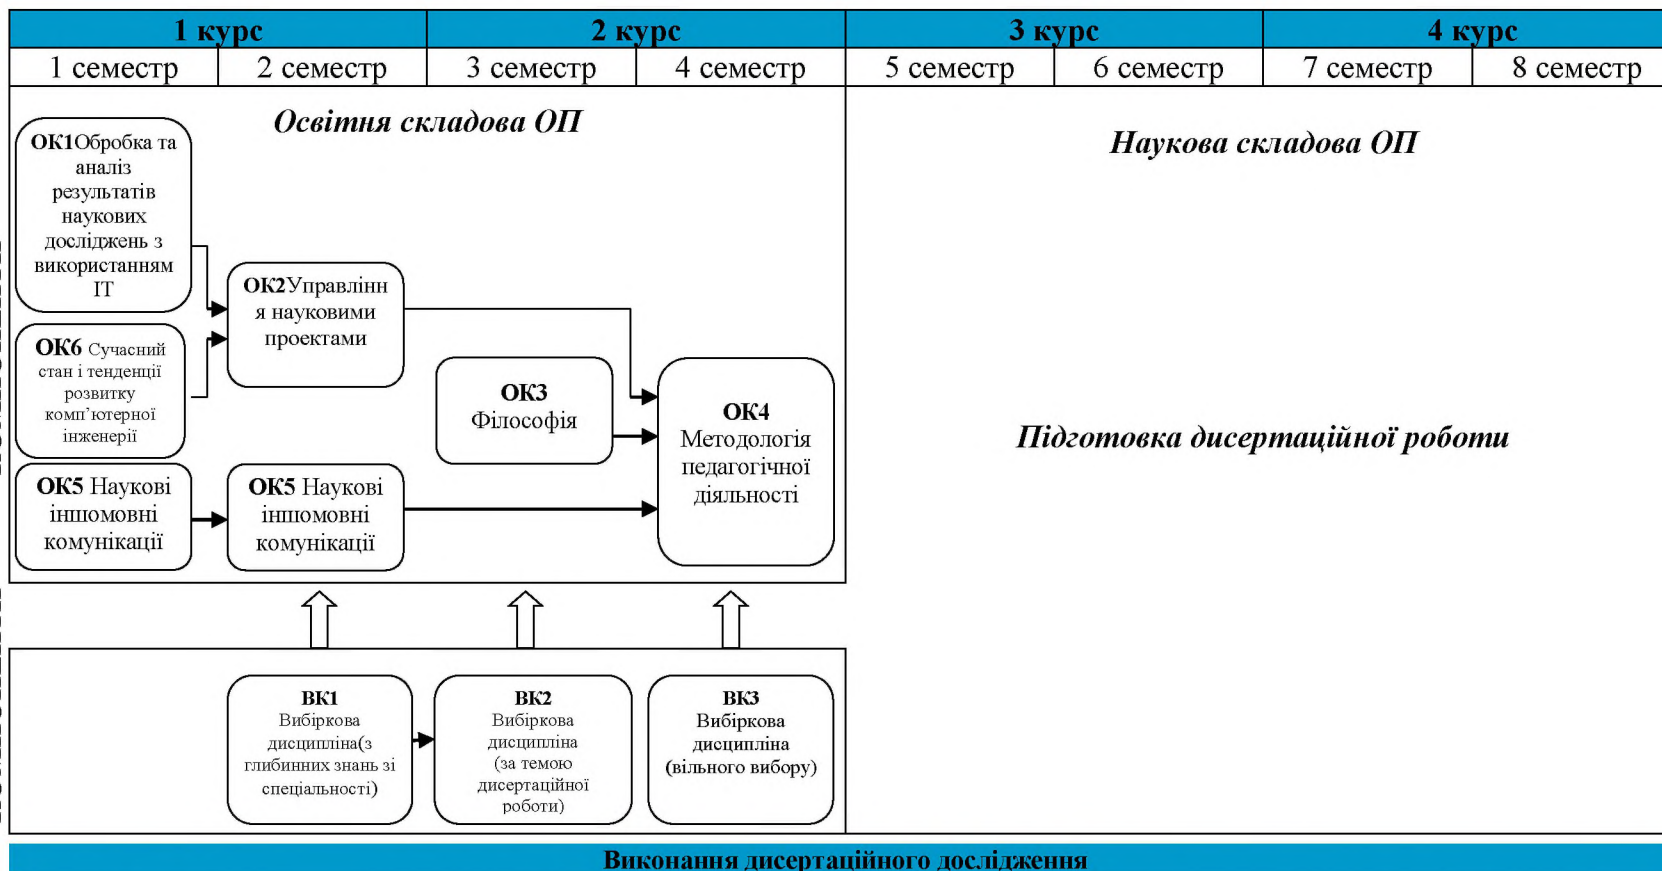 1 курс
2 курс
3 курс
4 курс
1 семестр
2 семестр
3 семестр
4 семестр
5 семестр
6 семестр
7 семестр
8 семестр
Освітня складова ОП
Наукова складова ОП
ОК1Обробка та
аналіз
результатів
наукових
досліджень з
використанням
ІТ
ОК2Управлінн
я науковими
проектами
ОК6 Сучасний
стан і тенденції
розвитку
комп’ютерної
інженерії
ОК3
Філософія
ОК4
Методологія
педагогічної
діяльності
Підготовка дисертаційної роботи
ОК5 Наукові
іншомовні
комунікації
ОК5 Наукові
іншомовні
комунікації
ВК1
Вибіркова
дисципліна(з
глибинних знань зі
спеціальності)
ВК2
Вибіркова
дисципліна
(за темою
дисертаційної
роботи)
ВК3
Вибіркова
дисципліна
(вільного вибору)
Виконання дисертаційного дослідження